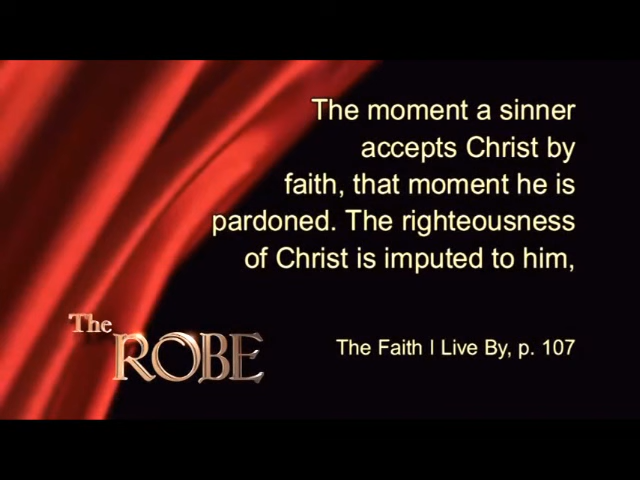 The moment a sinner
accepts Christ by
faith, that moment he is
pardoned. The righteousness
of Christ is imputed to him,
The Faith I Live By, p. 107
The
ROBE